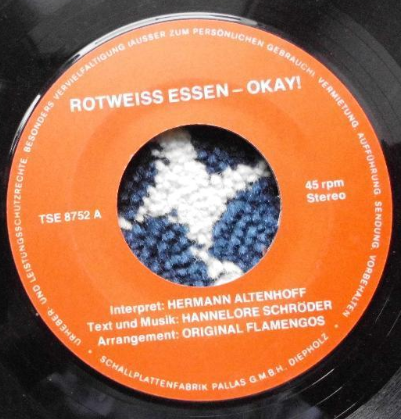 URHEBER- UND LEISTUNGSSCHUTZRECHTE BESONDERS VERVIELFÄLTIGUNG (AUSSER ZUM PERSÖNLICHEN GEBRAUCH), VERMIETUNG, AUFFÜHRUNG, SENDUNG, VORBEHALTEN
ROTWEISS ESSEN – OKAY!
TSE 8752 A
45 rpm
Stereo
Interpret: HERMANN ALTENHOFF
Text und Musik: HANNELORE SCHRÖDER
Arrangement: ORIGINAL FLAMENGOS
• SCHALLPLATTENFABRIK PALLAS G.M.B.H. DIEPHOLZ •